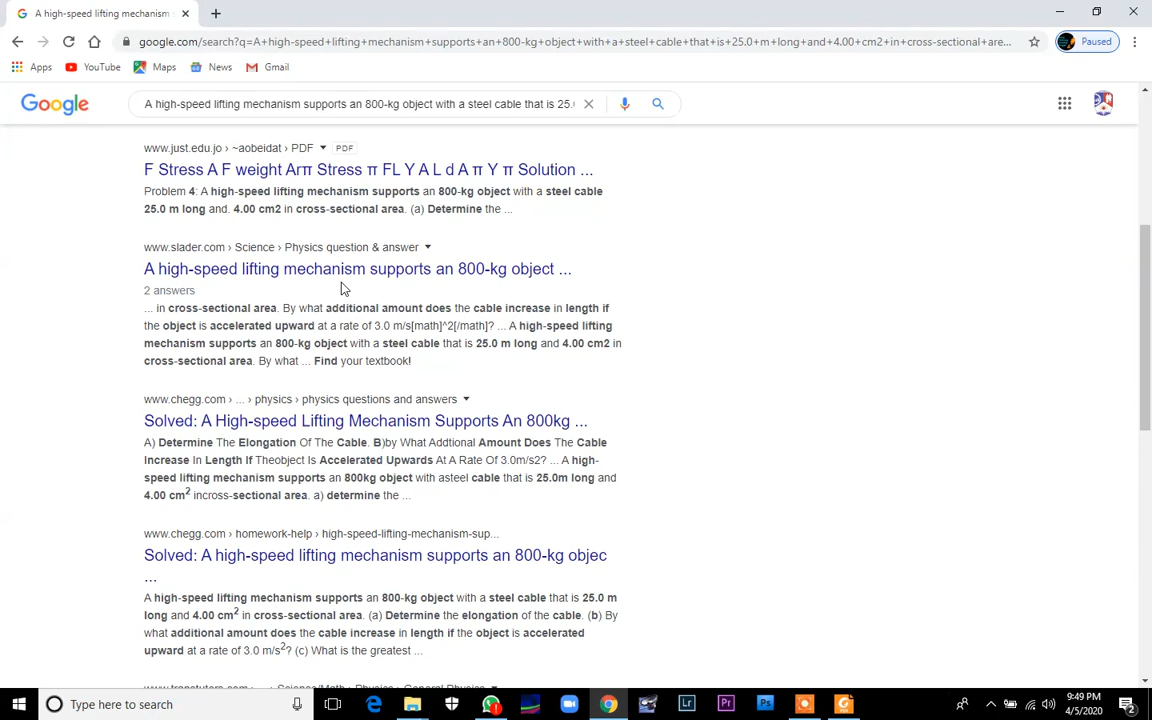 A high-speed lifting mechanism
google.com/search?q=A+high-speed+lifting+mechanism+supports+an+800-kg+object+with+a+steel+cable+that+is+25.0+m+long+and+4.00+cm2+in+cross-sectional+are...
Paused
Apps
YouTube
Maps
News
Gmail
Google
A high-speed lifting mechanism supports an 800-kg object with a steel cable that is 25.
www.just.edu.jo › ~aobeidat › PDF
PDF
F Stress A F weight Arπ Stress π FL Y A L d A π Y π Solution ...
Problem 4: A high-speed lifting mechanism supports an 800-kg object with a steel cable
25.0 m long and. 4.00 cm2 in cross-sectional area. (a) Determine the ...
www.slader.com › Science › Physics question & answer
A high-speed lifting mechanism supports an 800-kg object ...
2 answers
... in cross-sectional area. By what additional amount does the cable increase in length if
the object is accelerated upward at a rate of 3.0 m/s[math]^2[/math]? ... A high-speed lifting
mechanism supports an 800-kg object with a steel cable that is 25.0 m long and 4.00 cm2 in
cross-sectional area. By what ... Find your textbook!
www.chegg.com › ... › physics › physics questions and answers
Solved: A High-speed Lifting Mechanism Supports An 800kg ...
A) Determine The Elongation Of The Cable. B)by What Addtional Amount Does The Cable
Increase In Length If Theobject Is Accelerated Upwards At A Rate Of 3.0m/s2? ... A high-
speed lifting mechanism supports an 800kg object with asteel cable that is 25.0m long and
4.00 cm2 incross-sectional area. a) determine the ...
www.chegg.com › homework-help › high-speed-lifting-mechanism-sup...
Solved: A high-speed lifting mechanism supports an 800-kg objec
...
A high-speed lifting mechanism supports an 800-kg object with a steel cable that is 25.0 m
long and 4.00 cm2 in cross-sectional area. (a) Determine the elongation of the cable. (b) By
what additional amount does the cable increase in length if the object is accelerated
upward at a rate of 3.0 m/s2? (c) What is the greatest ...
www.transtutors.com › ... › Science/Math › Physics › General Physics
Type here to search
Lr
Pr
Ps
9:49 PM
4/5/2020
2